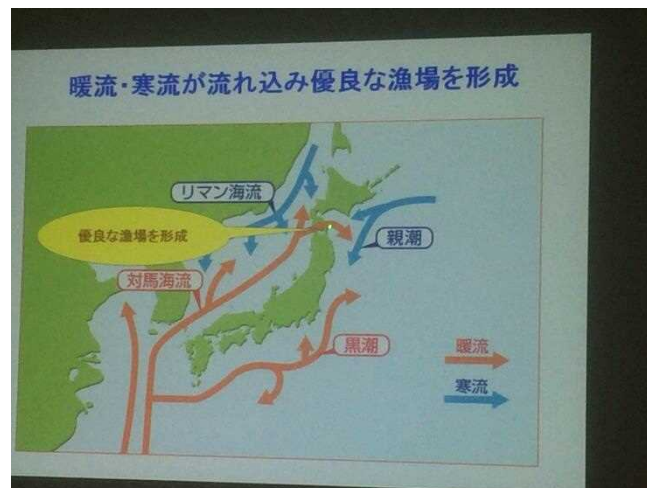 暖流・寒流が流れ込み優良な漁場を形成
リマン海流
優良な漁場を形成
親潮
対馬海流
黒潮
暖流
寒流